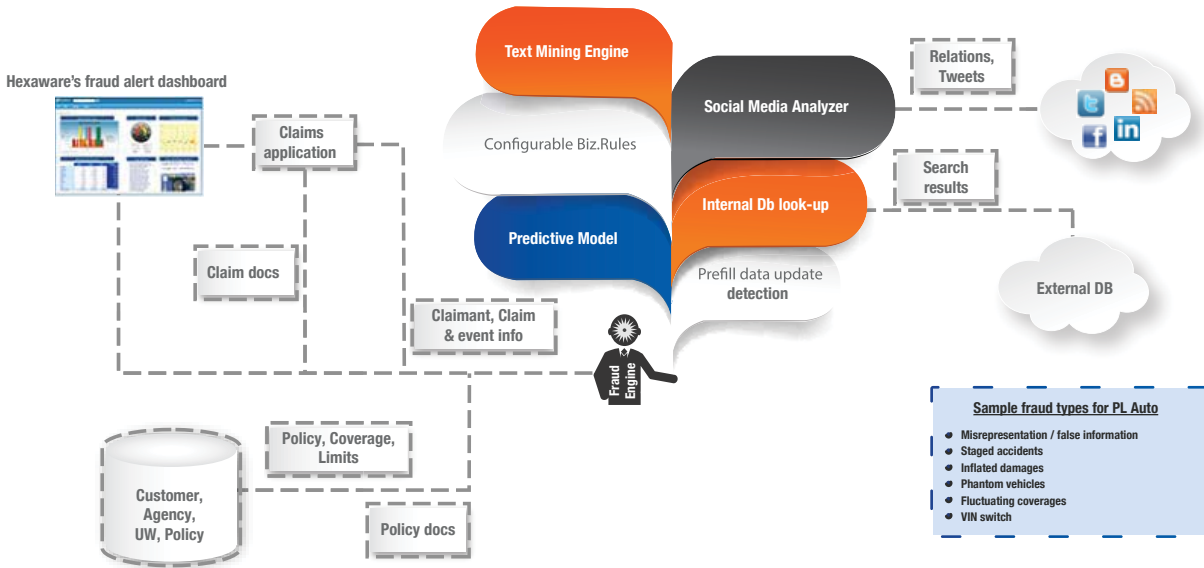 Text Mining Engine
Relations,
Tweets
Hexaware's fraud alert dashboard
Social Media Analyzer
Claims
application
Configurable Biz.Rules
Search
results
Internal Db look-up
Predictive Model
Claim docs
Prefill data update
detection
External DB
Claimant, Claim
& event info
Fraud
Engine
Sample fraud types for PL Auto
Misrepresentation / false information
Staged accidents
Inflated damages
Phantom vehicles
Fluctuating coverages
VIN switch
Policy, Coverage,
Limits
Customer,
Agency,
UW, Policy
Policy docs